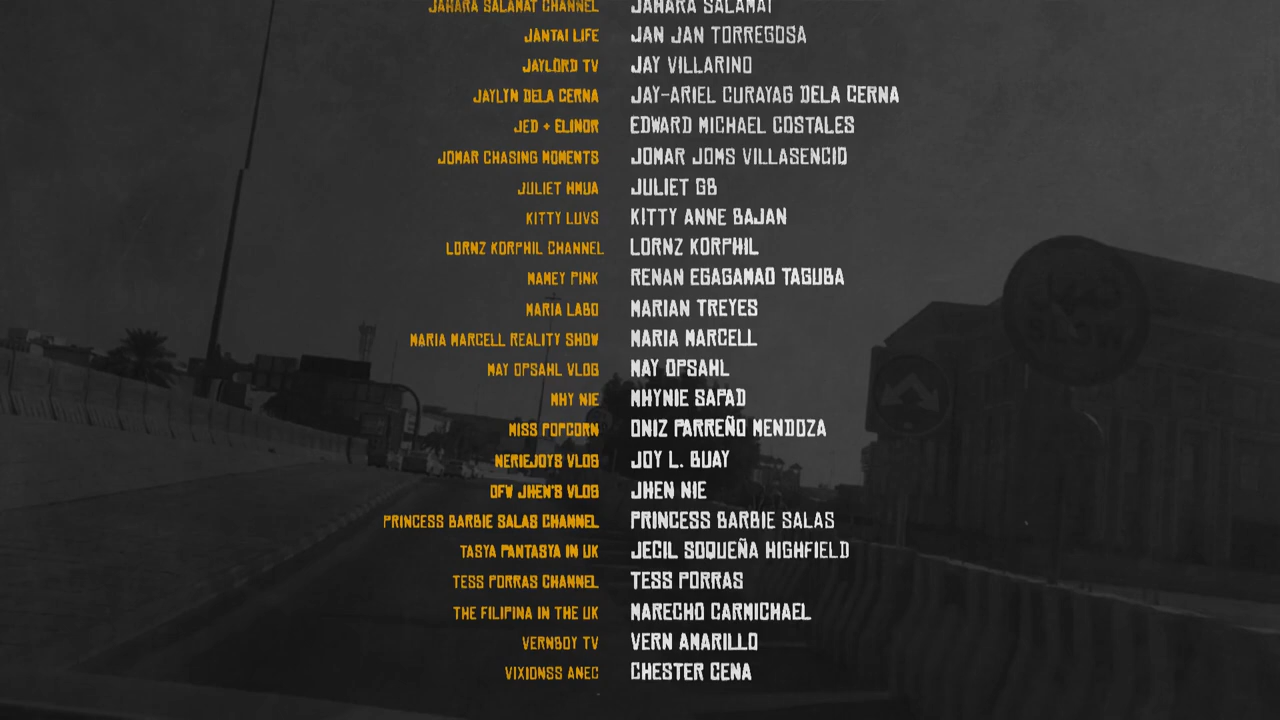 JAHARA SALAMAT CHANNEL JAHARA SALAMAT
JANTAI LIFE JAN JAN TORREGOSA
JAYLORD TV JAY VILLARINO
JAYLYN DELA CERNA JAY-ARIEL CURAYAG DELA CERNA
JED + ELINOR EDWARD MICHAEL COSTALES
JOMAR CHASING MOMENTS JOMAR JOMS VILLASENCIO
JULIET HMUA JULIET GB
KITTY LUVS KITTY ANNE BAJAN
LORNZ KORPHIL CHANNEL LORNZ KORPHIL
MAMEY PINK RENAN EGAGAMAO TAGUBA
MARIA LABO MARIAN TREYES
MARIA MARCELL REALITY SHOW MARIA MARCELL
MAY OPSAHL VLOG MAY OPSAHL
MHY NIE MHYNIE SAPAD
MISS POPCORN ONIZ PARREÑO MENDOZA
NERIEJOYS VLOG JOY L. BUAY
OFW JHEN'S VLOG JHEN NIE
PRINCESS BARBIE SALAS CHANNEL PRINCESS BARBIE SALAS
TASYA PANTASYA IN UK JECIL SOQUEÑA HIGHFIELD
TESS PORRAS CHANNEL TESS PORRAS
THE FILIPINA IN THE UK MARECHO CARMICHAEL
VERNBOY TV VERN AMARILLO
VIXIONSS ANEC CHESTER CENA